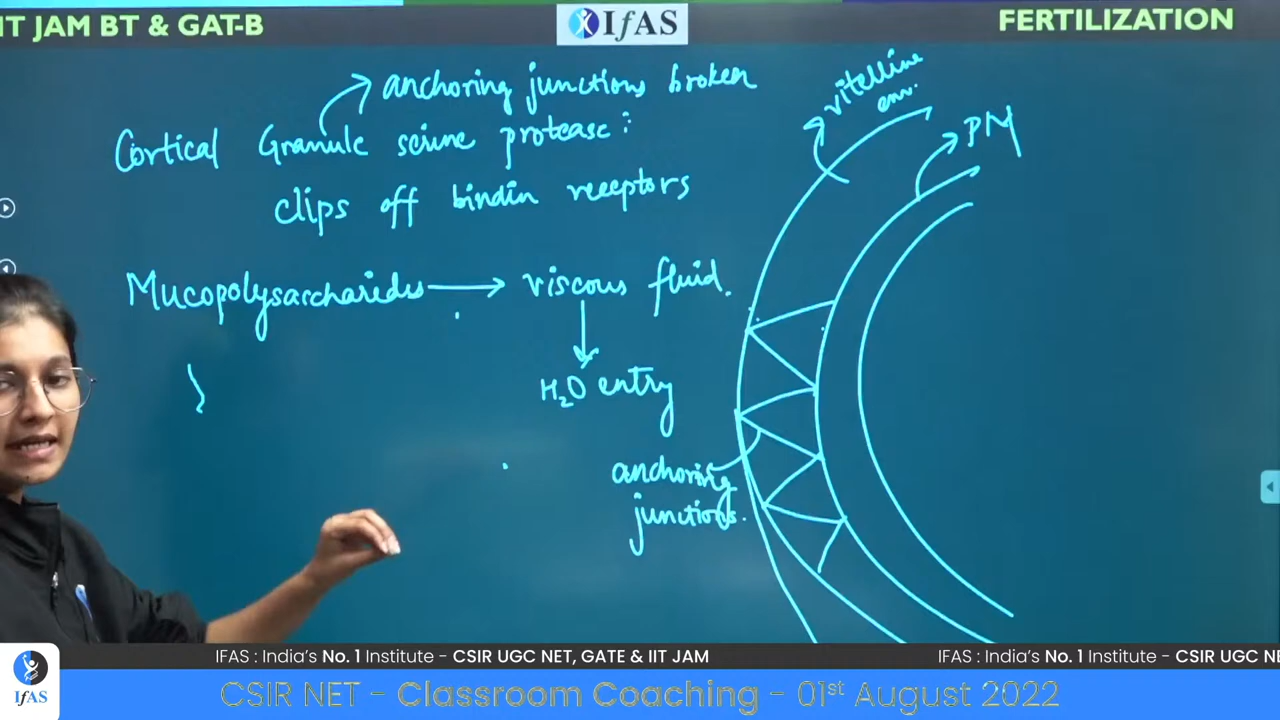 IIT JAM BT & GAT-B
IfAS
FERTILIZATION
anchoring junctions broken
Cortical Granule serine protease :
clips off bindin receptors
Mucopolysaccharides → viscous fluid.
H₂O entry
anchoring
junctions.
vitelline
env.
PM
IFAS : India's No. 1 Institute - CSIR UGC NET, GATE & IIT JAM
IFAS : India's No. 1 Institute - CSIR UGC NE
IfAS
CSIR NET - Classroom Coaching - 01st August 2022